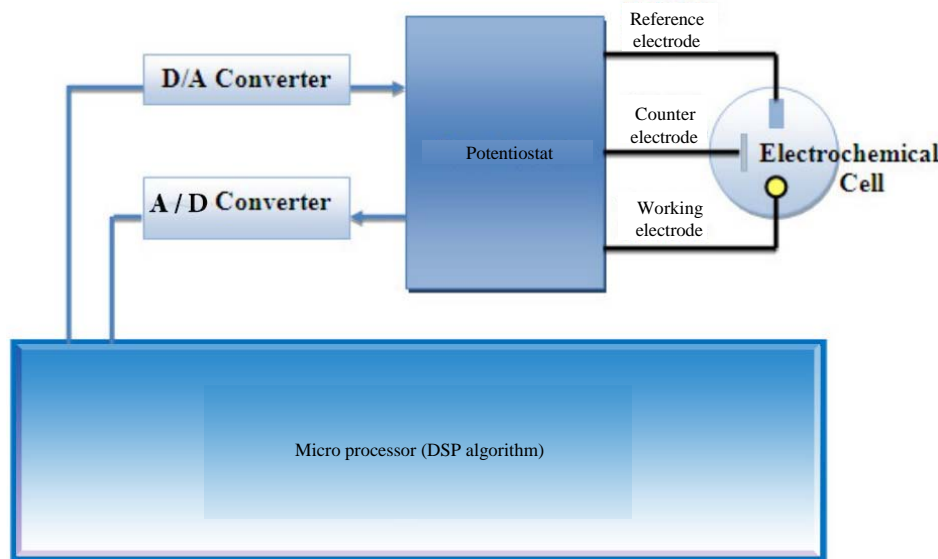 Reference
electrode
D/A Converter
Counter
electrode
Potentiostat
Electrochemical
Cell
A / D Converter
Working
electrode
Micro processor (DSP algorithm)